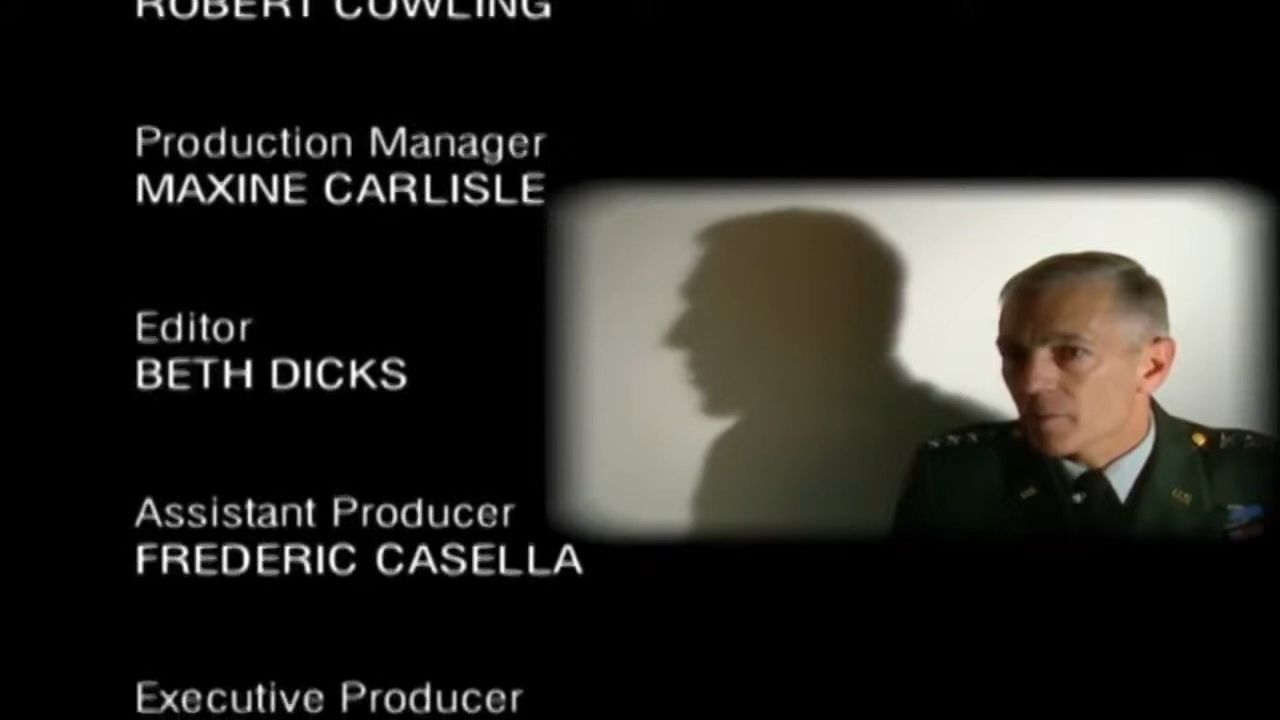 ROBERT COWLING
Production Manager
MAXINE CARLISLE
Editor
BETH DICKS
Assistant Producer
FREDERIC CASELLA
Executive Producer